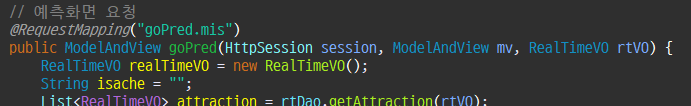 // 예측화면 요청
@RequestMapping("goPred.mis")
public ModelAndView goPred(HttpSession session, ModelAndView mv, RealTimeVO rtVO) {
RealTimeVO realTimeVO = new RealTimeVO();
String isache = "";
List<RealTimeVO> attraction = rtDao.getAttraction(rtVO);